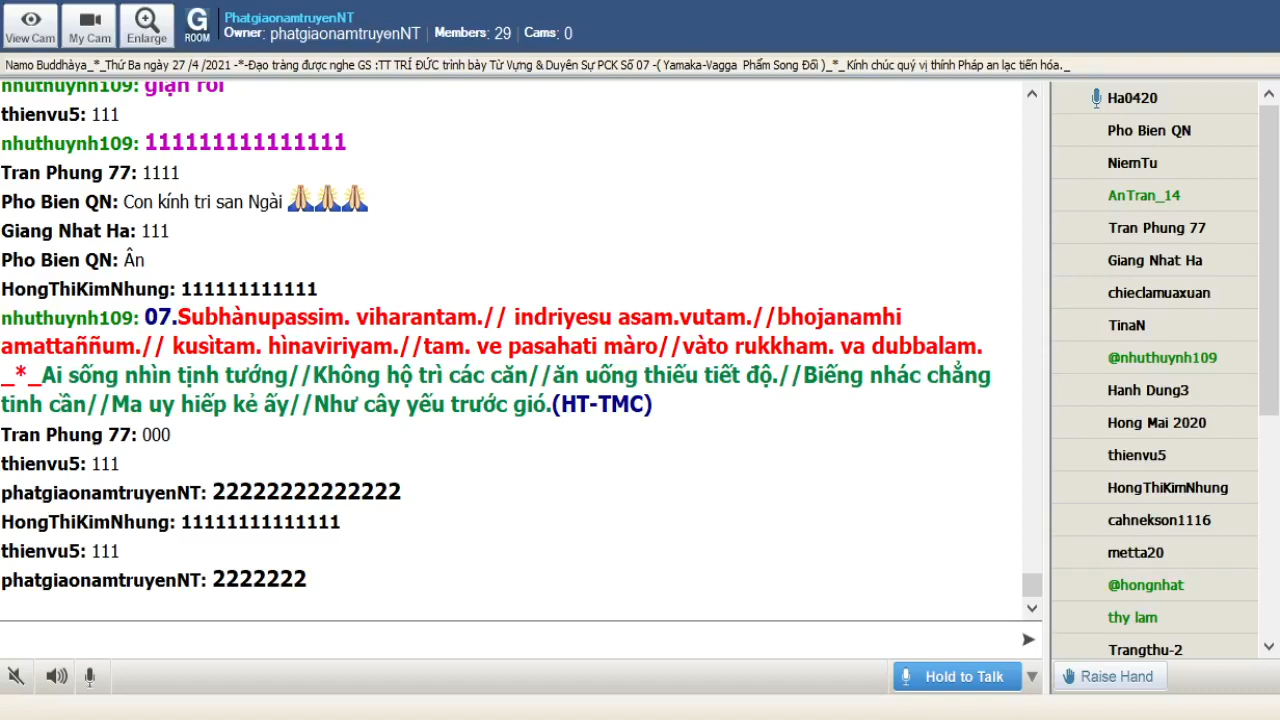 View Cam
My Cam
Enlarge
G ROOM
PhatgiaonamtruyenNT
Owner: phatgiaonamtruyenNT | Members: 29 | Cams: 0
Namo Buddhàya_*_Thứ Ba ngày 27 /4 /2021 -*-Đạo tràng được nghe GS :TT TRÍ ĐỨC trình bày Từ Vựng & Duyên Sự PCK Số 07 -( Yamaka-Vagga Phẩm Song Đối )_*_ Kính chúc quý vị thính Pháp an lạc tiến hóa._
nhuthuynh109: giận rồi
thienvu5: 111
nhuthuynh109: 111111111111111
Tran Phung 77: 1111
Pho Bien QN: Con kính tri san Ngài 🙏🙏🙏
Giang Nhat Ha: 111
Pho Bien QN: Ân
HongThiKimNhung: 111111111111
nhuthuynh109: 07.Subhànupassim. viharantam.// indriyesu asam.vutam.//bhojanamhi
amattaññum.// kusìtam. hìnaviriyam.//tam. ve pasahati màro//vàto rukkham. va dubbalam.
_*_Ai sống nhìn tịnh tướng//Không hộ trì các căn//ăn uống thiếu tiết độ.//Biếng nhác chẳng
tinh cần//Ma uy hiếp kẻ ấy//Như cây yếu trước gió.(HT-TMC)
Tran Phung 77: 000
thienvu5: 111
phatgiaonamtruyenNT: 22222222222222
HongThiKimNhung: 11111111111111
thienvu5: 111
phatgiaonamtruyenNT: 2222222
Hold to Talk
Ha0420
Pho Bien QN
NiemTu
AnTran_14
Tran Phung 77
Giang Nhat Ha
chieclamuaxuan
TinaN
@nhuthuynh109
Hanh Dung3
Hong Mai 2020
thienvu5
HongThiKimNhung
cahnekson1116
metta20
@hongnhat
thy lam
Trangthu-2
Raise Hand